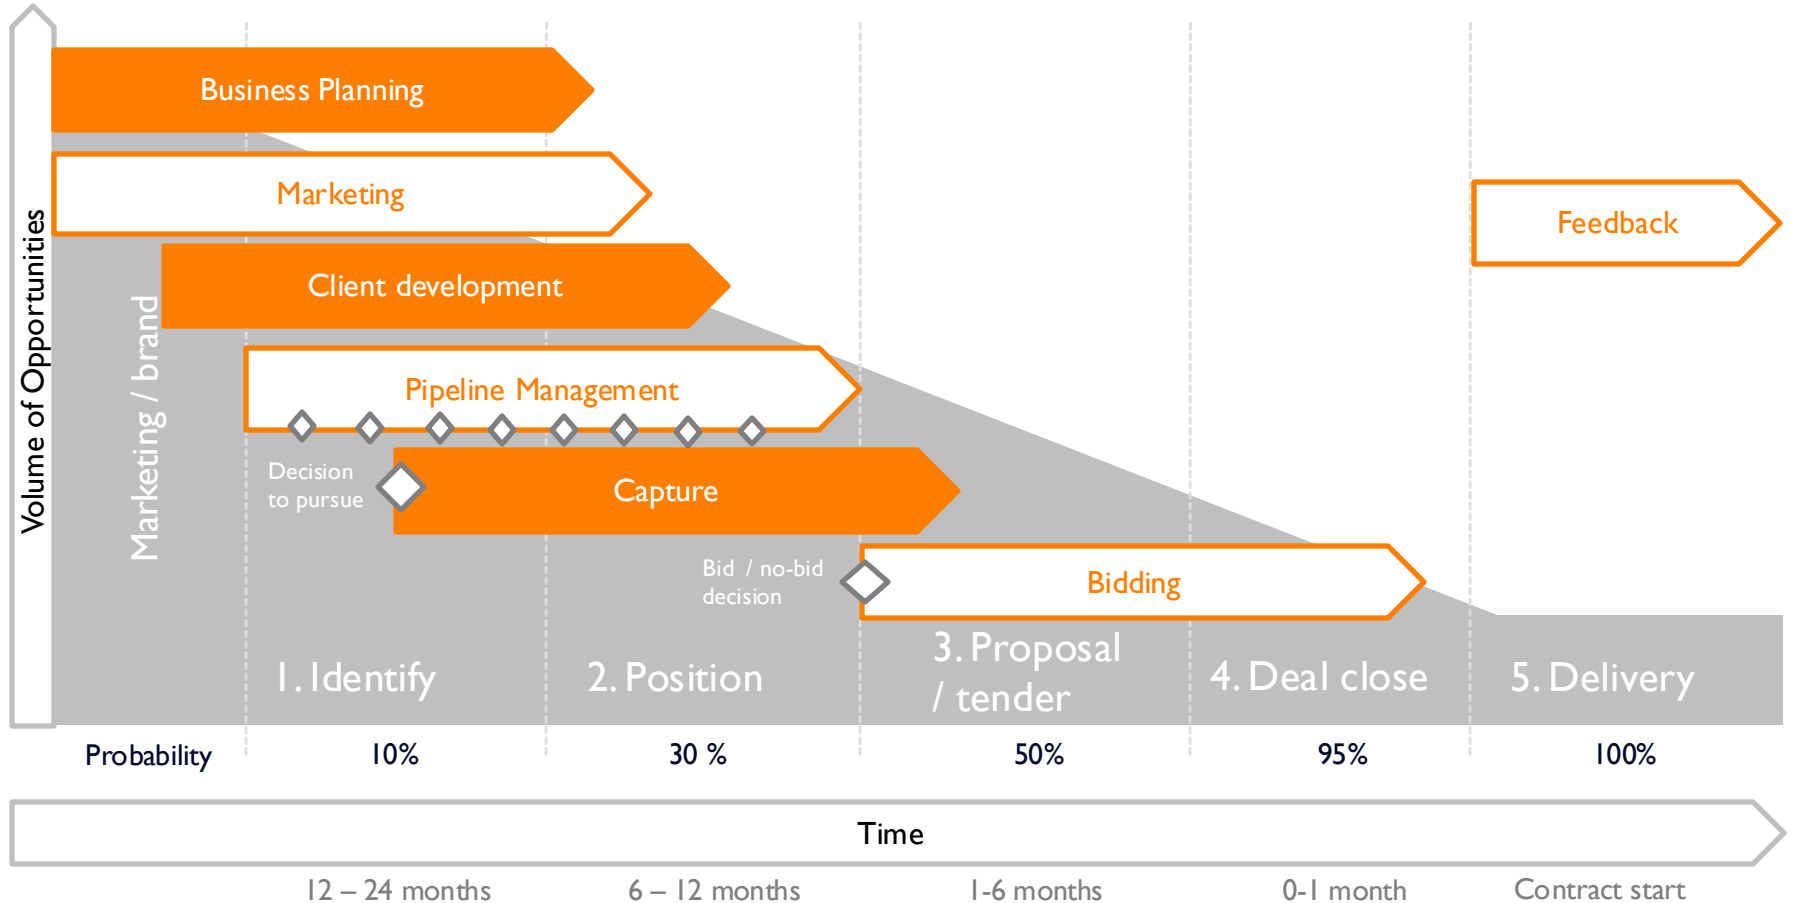 Business Planning
Marketing
Feedback
Client development
Volume of Opportunities
Marketing / brand
Pipeline Management
Decision
to pursue
Capture
Bid / no-bid
decision
Bidding
1. Identify
2. Position
3. Proposal
/ tender
4. Deal close
5. Delivery
Probability 10% 30 % 50% 95% 100%
Time
12 – 24 months 6 – 12 months 1-6 months 0-1 month Contract start